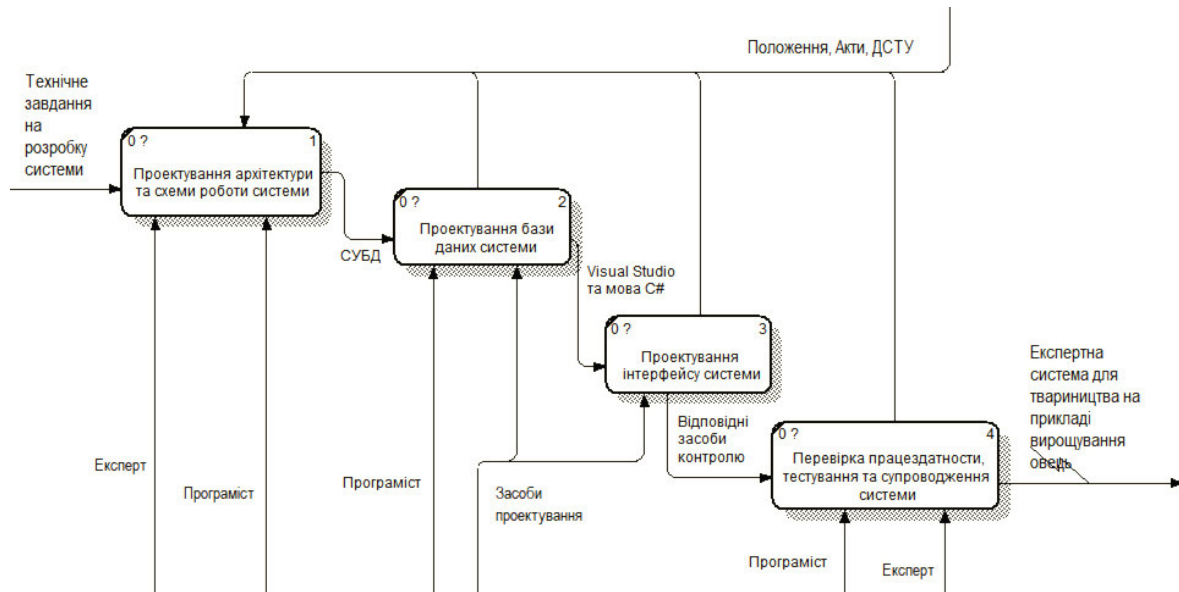 Положення, Акти, ДСТУ
Технічне
завдання
на
розробку
системи
0 ?
1
Проектування архітектури
та схеми роботи системи
0 ?
2
Проектування бази
даних системи
СУБД
Visual Studio
та мова C#
0 ?
3
Проектування
інтерфейсу системи
Експертна
система для
твариництва на
прикладі
вирощування
овець
Відповідні
засоби
контролю
0 ?
4
Перевірка працездатности,
тестування та супроводження
системи
Експерт
Програміст
Програміст
Засоби
проектування
Програміст
Експерт